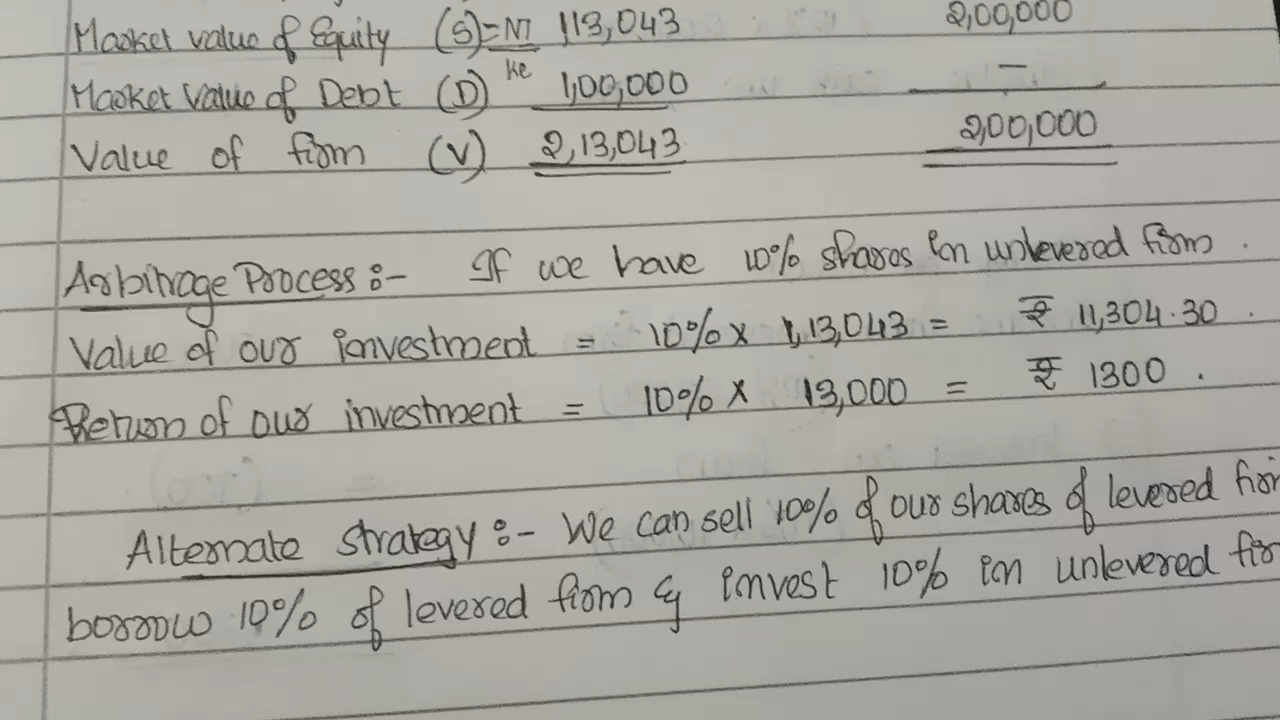 Market value of Equity (S)=NI/Ke 113,043 2,00,000
Market Value of Debt (D) 1,00,000 —
Value of firm (V) 2,13,043 2,00,000
Arbitrage Process :- If we have 10% shares in unlevered firm.
Value of our investment = 10% x 1,13,043 = ₹ 11,304.30.
Return of our investment = 10% x 13,000 = ₹ 1300.
Alternate strategy :- We can sell 10% of our shares of levered fir
borrow 10% of levered firm & invest 10% in unlevered fir